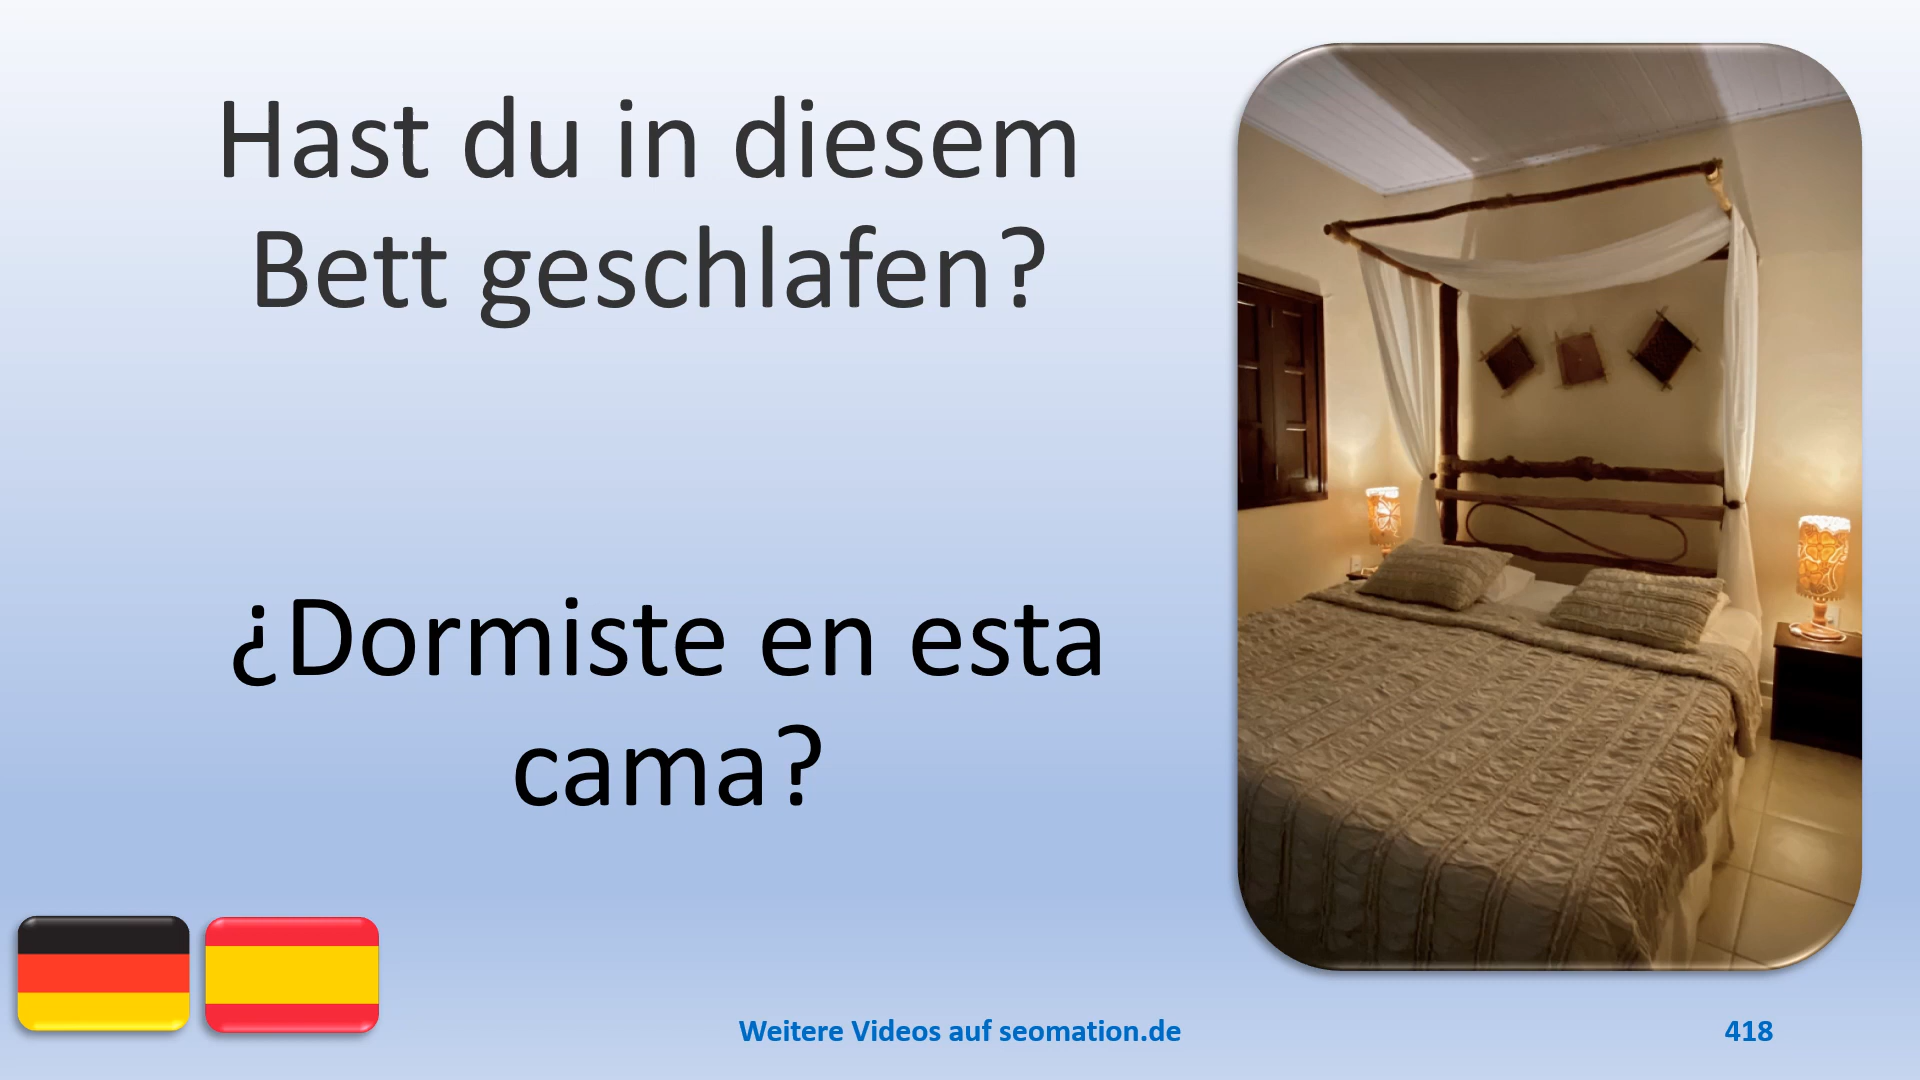 Hast du in diesem
Bett geschlafen?
¿Dormiste en esta
cama?
Weitere Videos auf seomation.de
418